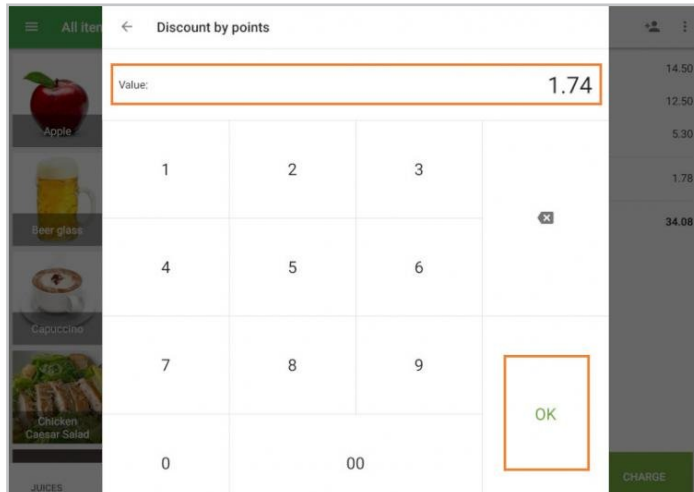 All iten
Discount by points
14.50
Value:
1.74
12.50
Apple
5.30
1
2
3
1.78
Beer glass
34.08
4
5
6
Capuccino
7
8
9
OK
Chicken
Caesar Salad
0
00
CHARGE
JUICES